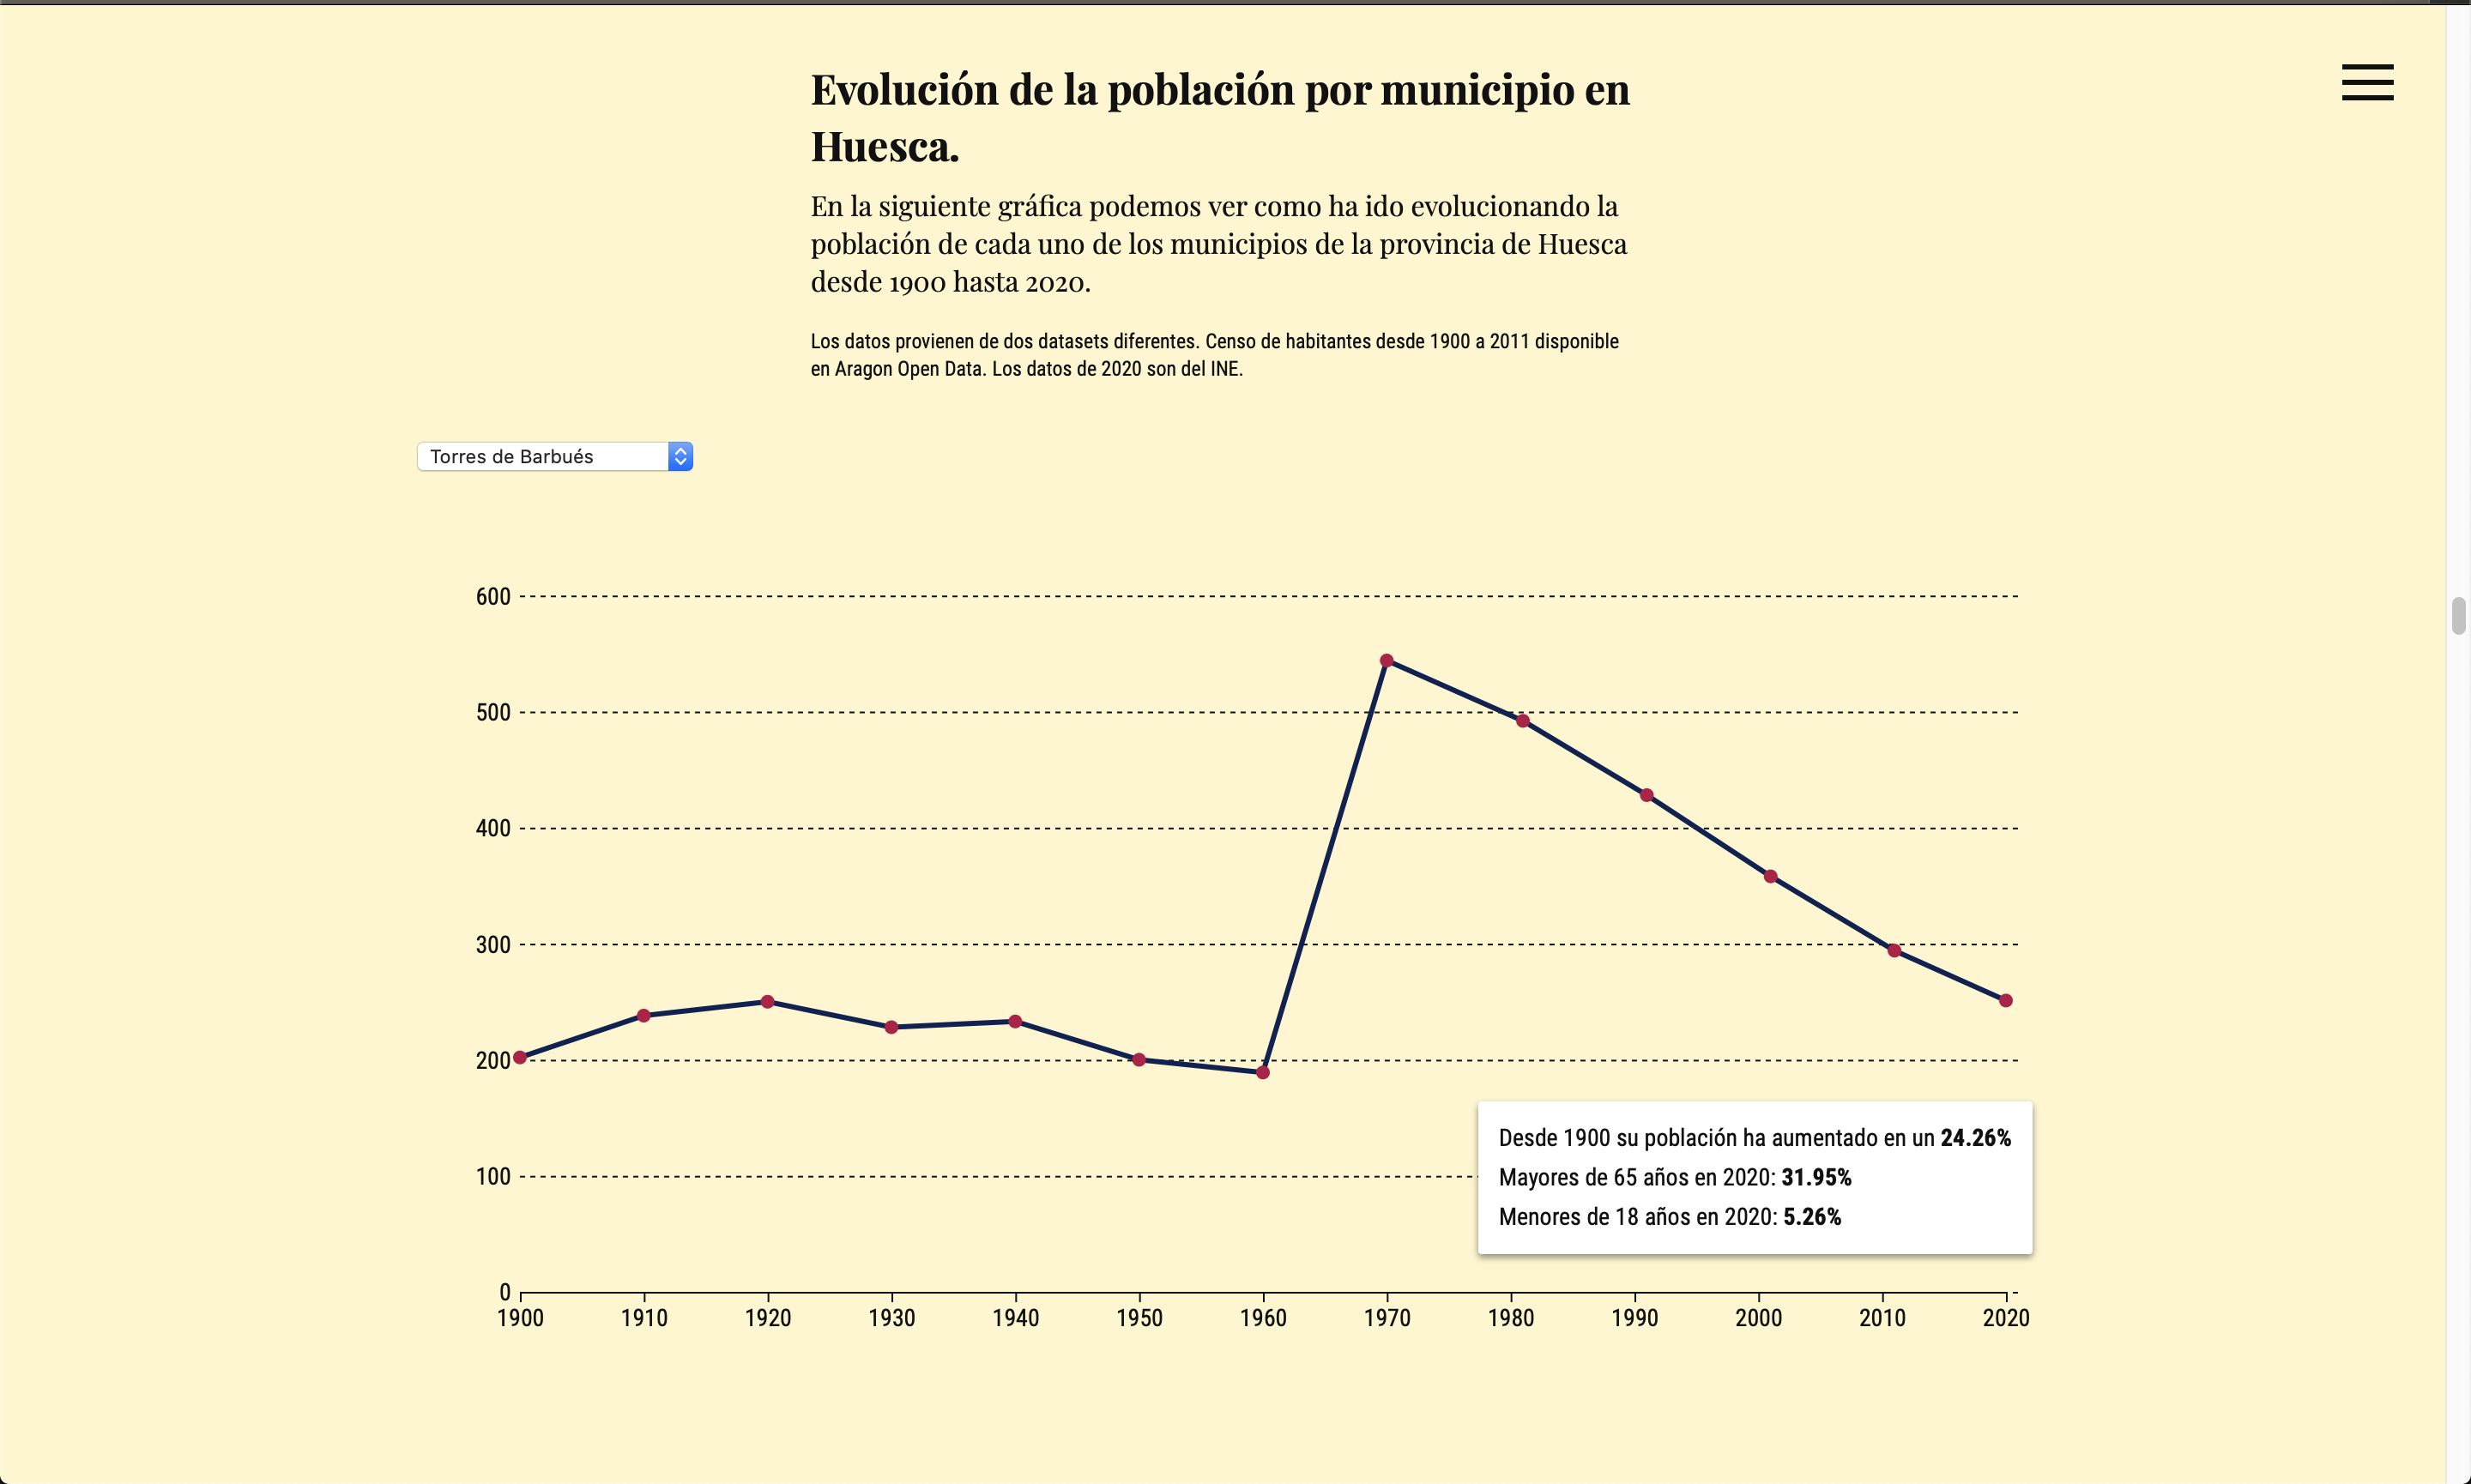 Evolución de la población por municipio en
Huesca.
En la siguiente gráfica podemos ver como ha ido evolucionando la
población de cada uno de los municipios de la provincia de Huesca
desde 1900 hasta 2020.
Los datos provienen de dos datasets diferentes. Censo de habitantes desde 1900 a 2011 disponible
en Aragon Open Data. Los datos de 2020 son del INE.
Torres de Barbués
600
500
400
300
200
100
0
Desde 1900 su población ha aumentado en un 24.26%
Mayores de 65 años en 2020: 31.95%
Menores de 18 años en 2020: 5.26%
1900 1910 1920 1930 1940 1950 1960 1970 1980 1990 2000 2010 2020